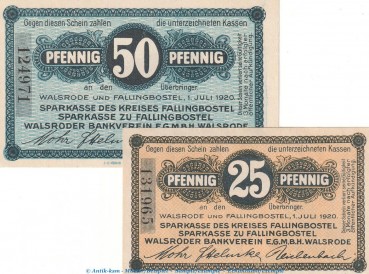 Gegen diesen Schein zahlen die unterzeichneten Kassen
PFENNIG 50 PFENNIG
an den Überbringer.
WALSRODE UND FALLINGBOSTEL, 1. JULI 1920.
SPARKASSE DES KREISES FALLINGBOSTEL
SPARKASSE ZU FALLINGBOSTEL
WALSRODER BANKVEREIN E.G.M.B.H. WALSRODE
124971
Gegen diesen Schein zahlen die unterzeichneten Kassen
PFENNIG 25 PFENNIG
an den Überbringer.
WALSRODE UND FALLINGBOSTEL, 1. JULI 1920.
SPARKASSE DES KREISES FALLINGBOSTEL
SPARKASSE ZU FALLINGBOSTEL
WALSRODER BANKVEREIN E.G.M.B.H. WALSRODE
131965